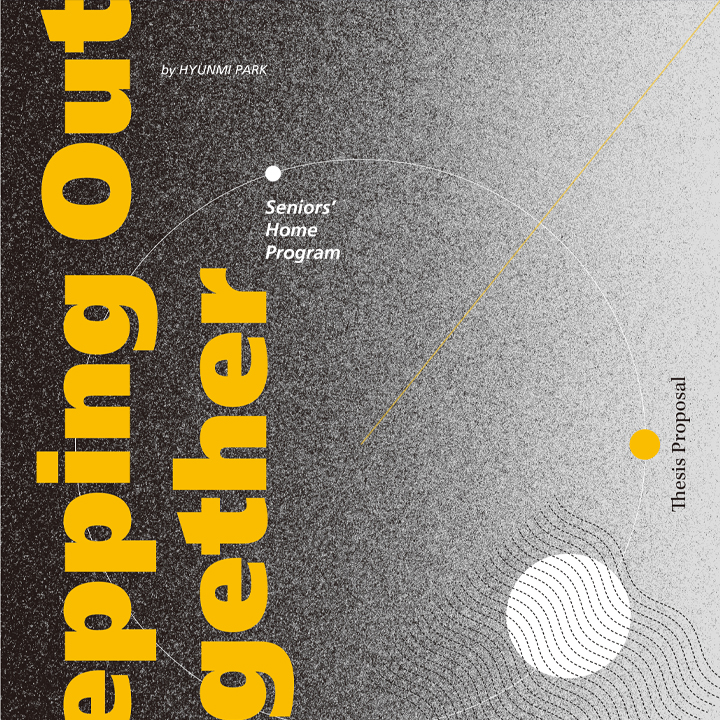 epping Out
gether
by HYUNMI PARK
Seniors’
Home
Program
Thesis Proposal